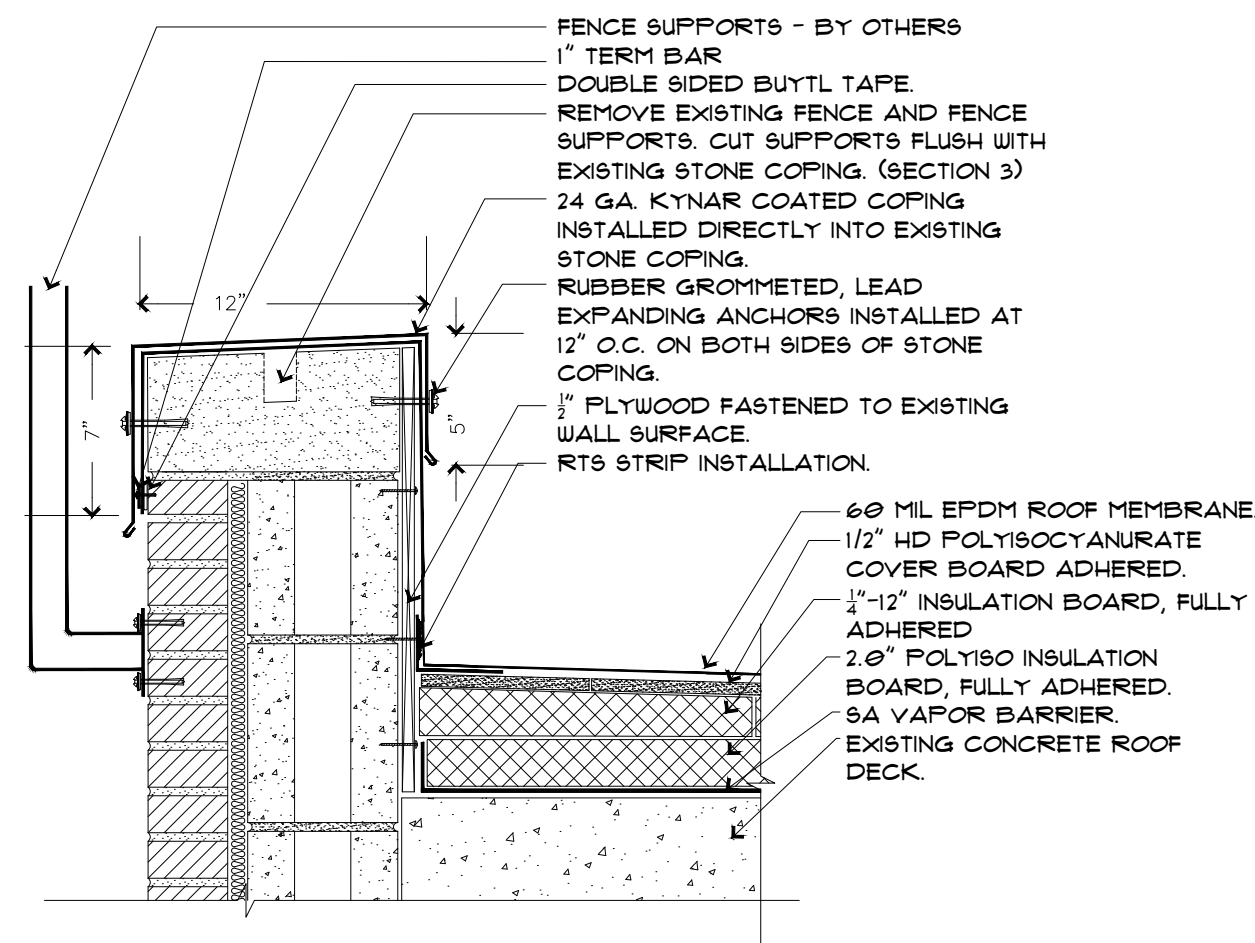 FENCE SUPPORTS - BY OTHERS
1" TERM BAR
DOUBLE SIDED BUYTL TAPE.
REMOVE EXISTING FENCE AND FENCE
SUPPORTS. CUT SUPPORTS FLUSH WITH
EXISTING STONE COPING. (SECTION 3)
24 GA. KYNAR COATED COPING
INSTALLED DIRECTLY INTO EXISTING
STONE COPING.
RUBBER GROMMETED, LEAD
EXPANDING ANCHORS INSTALLED AT
12" O.C. ON BOTH SIDES OF STONE
COPING.
½" PLYWOOD FASTENED TO EXISTING
WALL SURFACE.
RTS STRIP INSTALLATION.
12"
7"
5"
60 MIL EPDM ROOF MEMBRANE.
1/2" HD POLYISOCYANURATE
COVER BOARD ADHERED.
¼"-12" INSULATION BOARD, FULLY
ADHERED
2.0" POLYISO INSULATION
BOARD, FULLY ADHERED.
SA VAPOR BARRIER.
EXISTING CONCRETE ROOF
DECK.